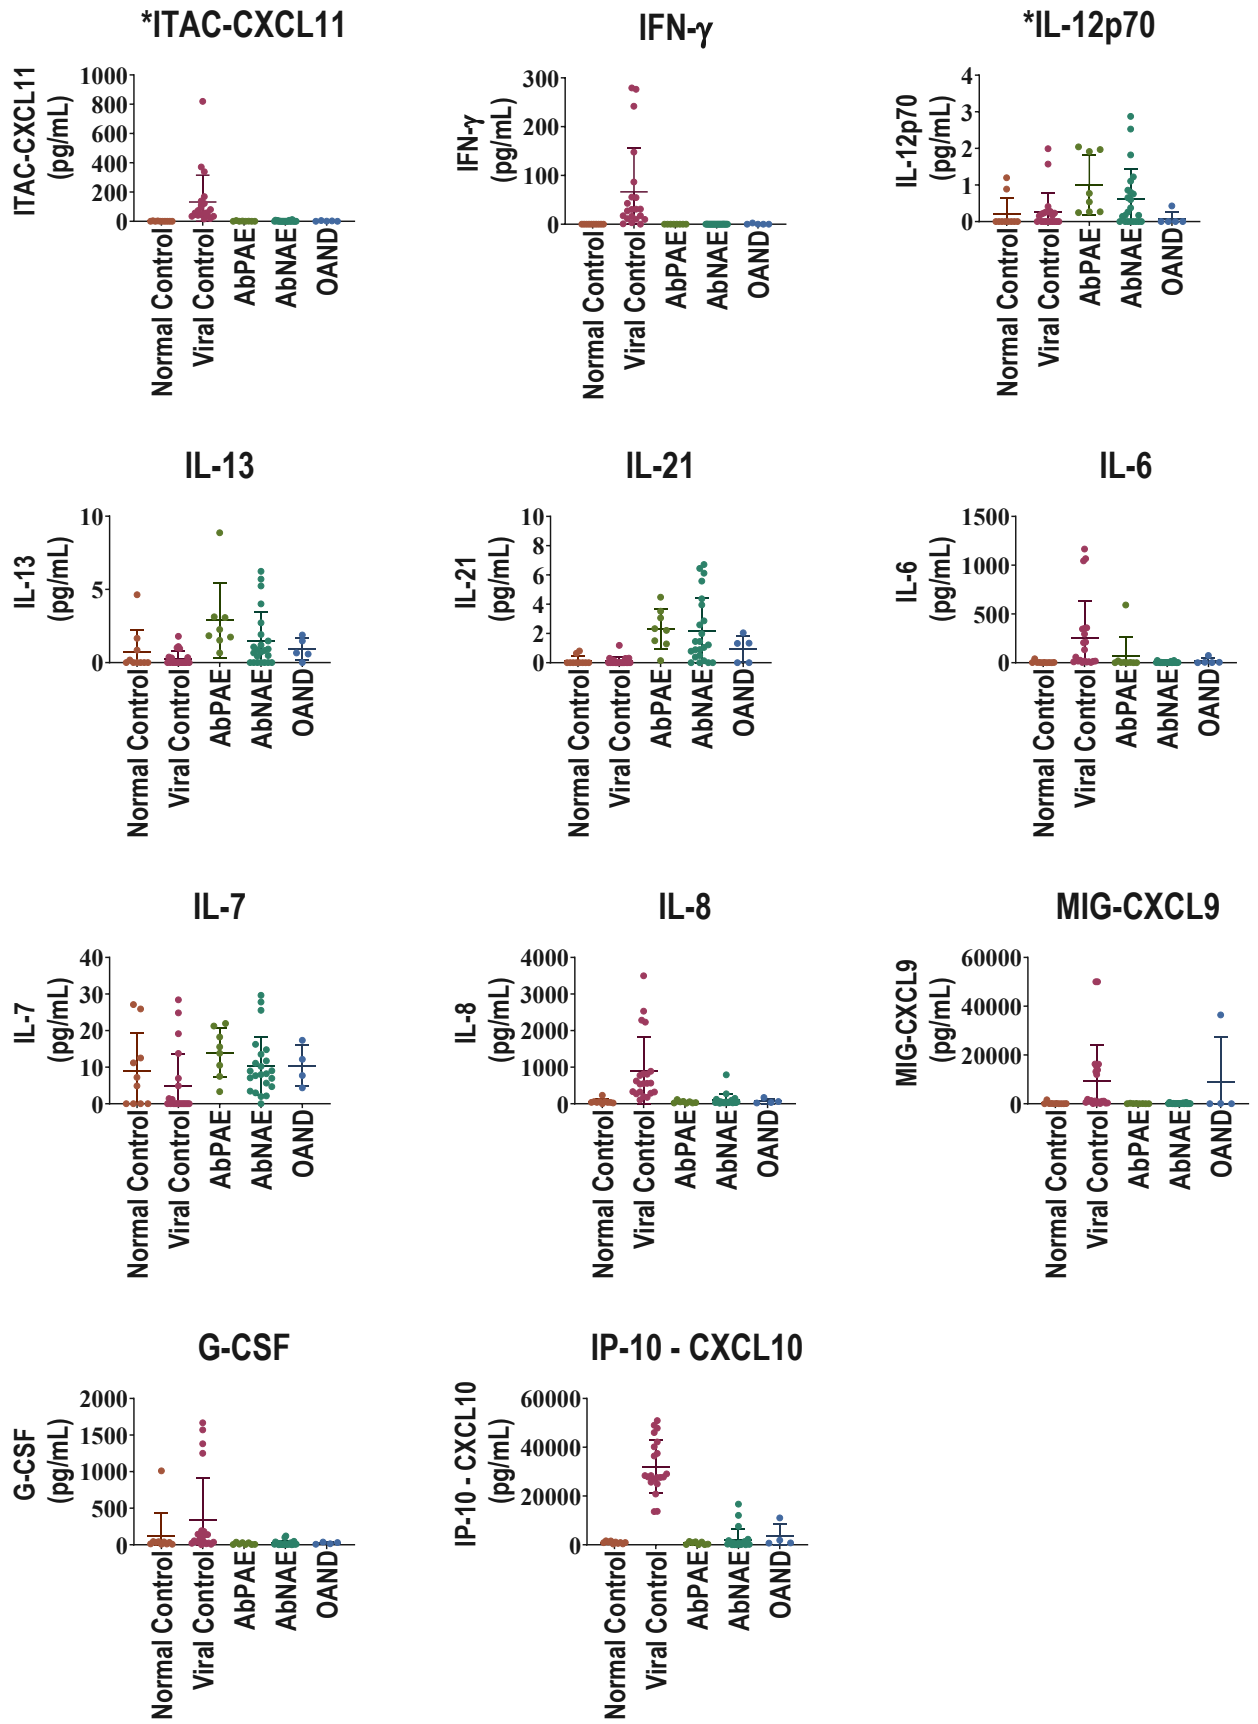 *ITAC-CXCL11
ITAC-CXCL11
(pg/mL)
1000
800
600
400
200
0
Normal Control
Viral Control
AbPAE
AbNAE
OAND
IFN-γ
IFN-γ
(pg/mL)
300
200
100
0
Normal Control
Viral Control
AbPAE
AbNAE
OAND
*IL-12p70
IL-12p70
(pg/mL)
4
3
2
1
0
Normal Control
Viral Control
AbPAE
AbNAE
OAND
IL-13
IL-13
(pg/mL)
10
5
0
Normal Control
Viral Control
AbPAE
AbNAE
OAND
IL-21
IL-21
(pg/mL)
10
8
6
4
2
0
Normal Control
Viral Control
AbPAE
AbNAE
OAND
IL-6
IL-6
(pg/mL)
1500
1000
500
0
Normal Control
Viral Control
AbPAE
AbNAE
OAND
IL-7
IL-7
(pg/mL)
40
30
20
10
0
Normal Control
Viral Control
AbPAE
AbNAE
OAND
IL-8
IL-8
(pg/mL)
4000
3000
2000
1000
0
Normal Control
Viral Control
AbPAE
AbNAE
OAND
MIG-CXCL9
MIG-CXCL9
(pg/mL)
60000
40000
20000
0
Normal Control
Viral Control
AbPAE
AbNAE
OAND
G-CSF
G-CSF
(pg/mL)
2000
1500
1000
500
0
Normal Control
Viral Control
AbPAE
AbNAE
OAND
IP-10 - CXCL10
IP-10 - CXCL10
(pg/mL)
60000
40000
20000
0
Normal Control
Viral Control
AbPAE
AbNAE
OAND